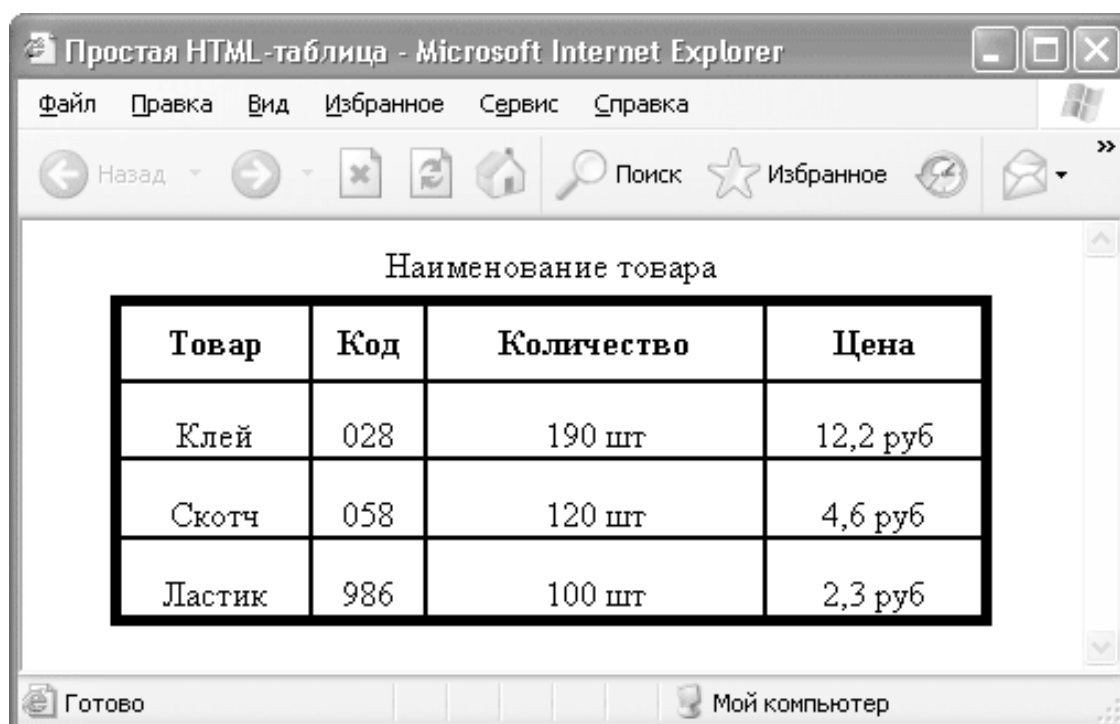 Простая HTML-таблица - Microsoft Internet Explorer
Файл Правка Вид Избранное Сервис Справка
Назад Поиск Избранное
Наименование товара
Товар Код Количество Цена
Клей 028 190 шт 12,2 руб
Скотч 058 120 шт 4,6 руб
Ластик 986 100 шт 2,3 руб
Готово Мой компьютер